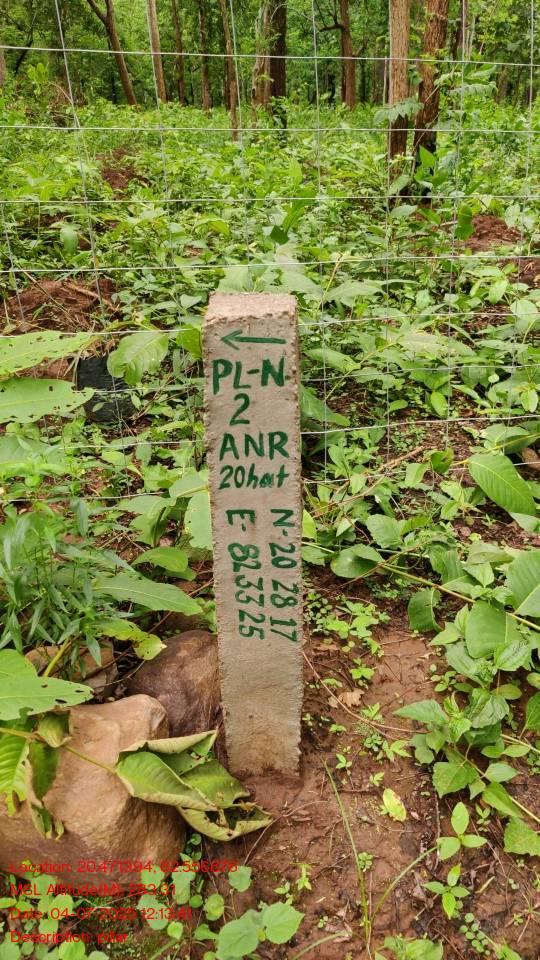 ←
PL-N
2
ANR
20hat
N-20 28 17
E-82 33 25
Location: 20.471394, 82.556676
MSL Altitude(M): 283.31
Date: 04-07-2025 12:13:41
Description: piler